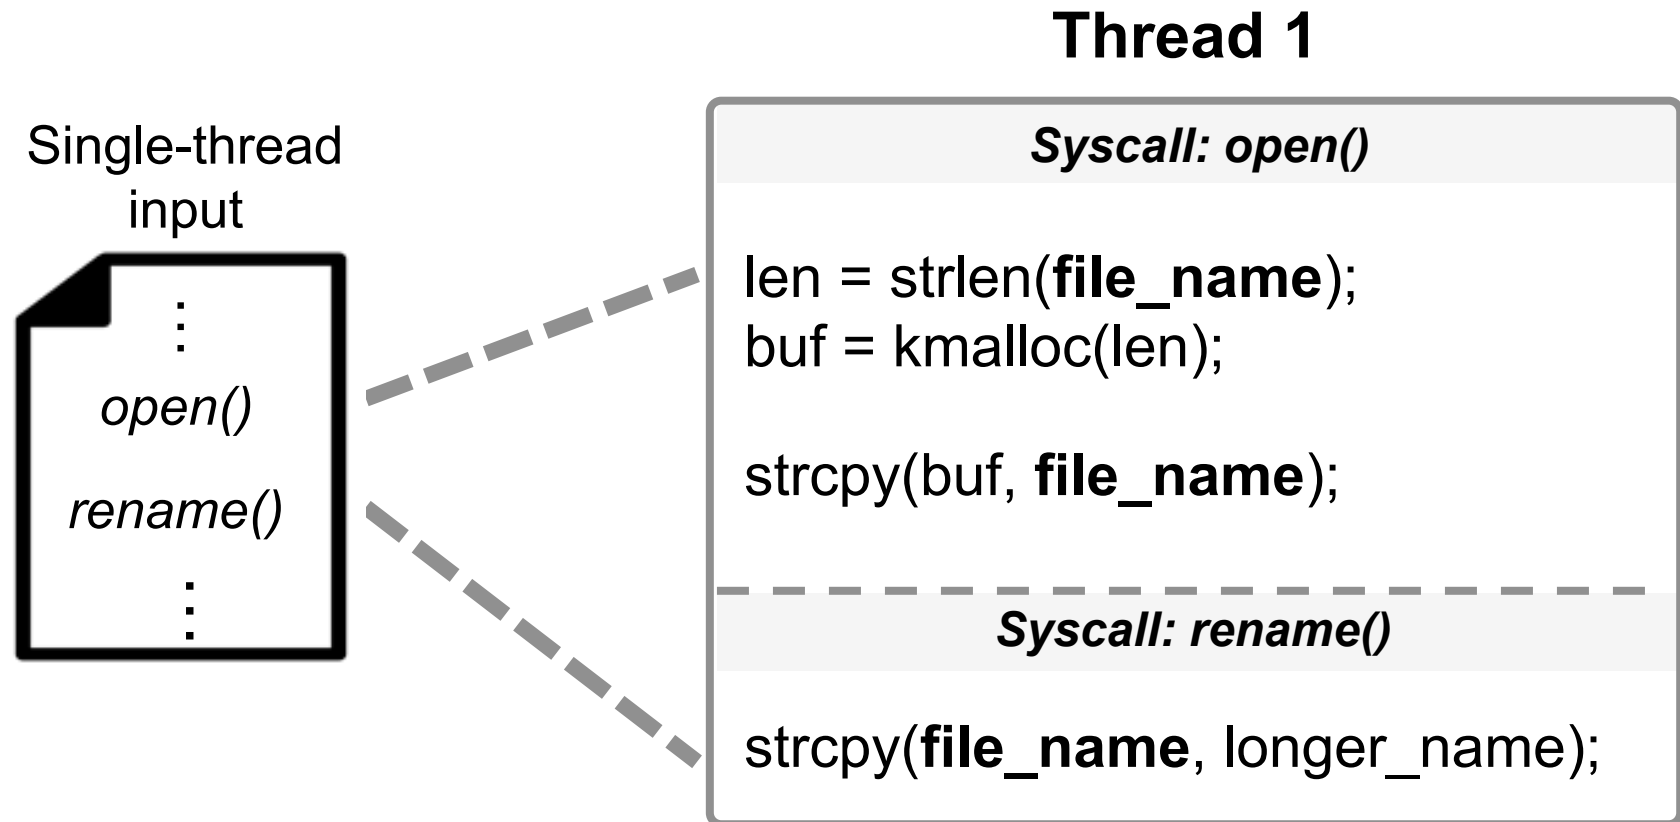 Thread 1
Single-thread
input
⋮
open()
rename()
⋮
Syscall: open()
len = strlen(file_name);
buf = kmalloc(len);
strcpy(buf, file_name);
Syscall: rename()
strcpy(file_name, longer_name);